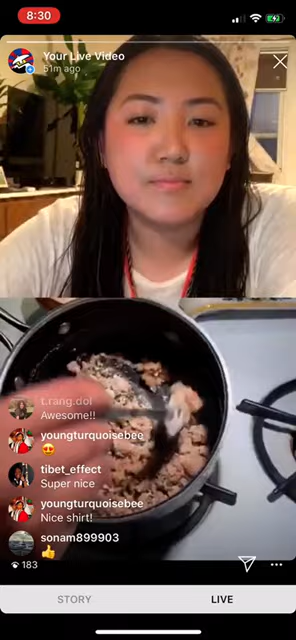 8:30
Your Live Video
51m ago
t.rang.dol
Awesome!!
youngturquoisebee
😍
tibet_effect
Super nice
youngturquoisebee
Nice shirt!
sonam899903
👍
183
STORY
LIVE